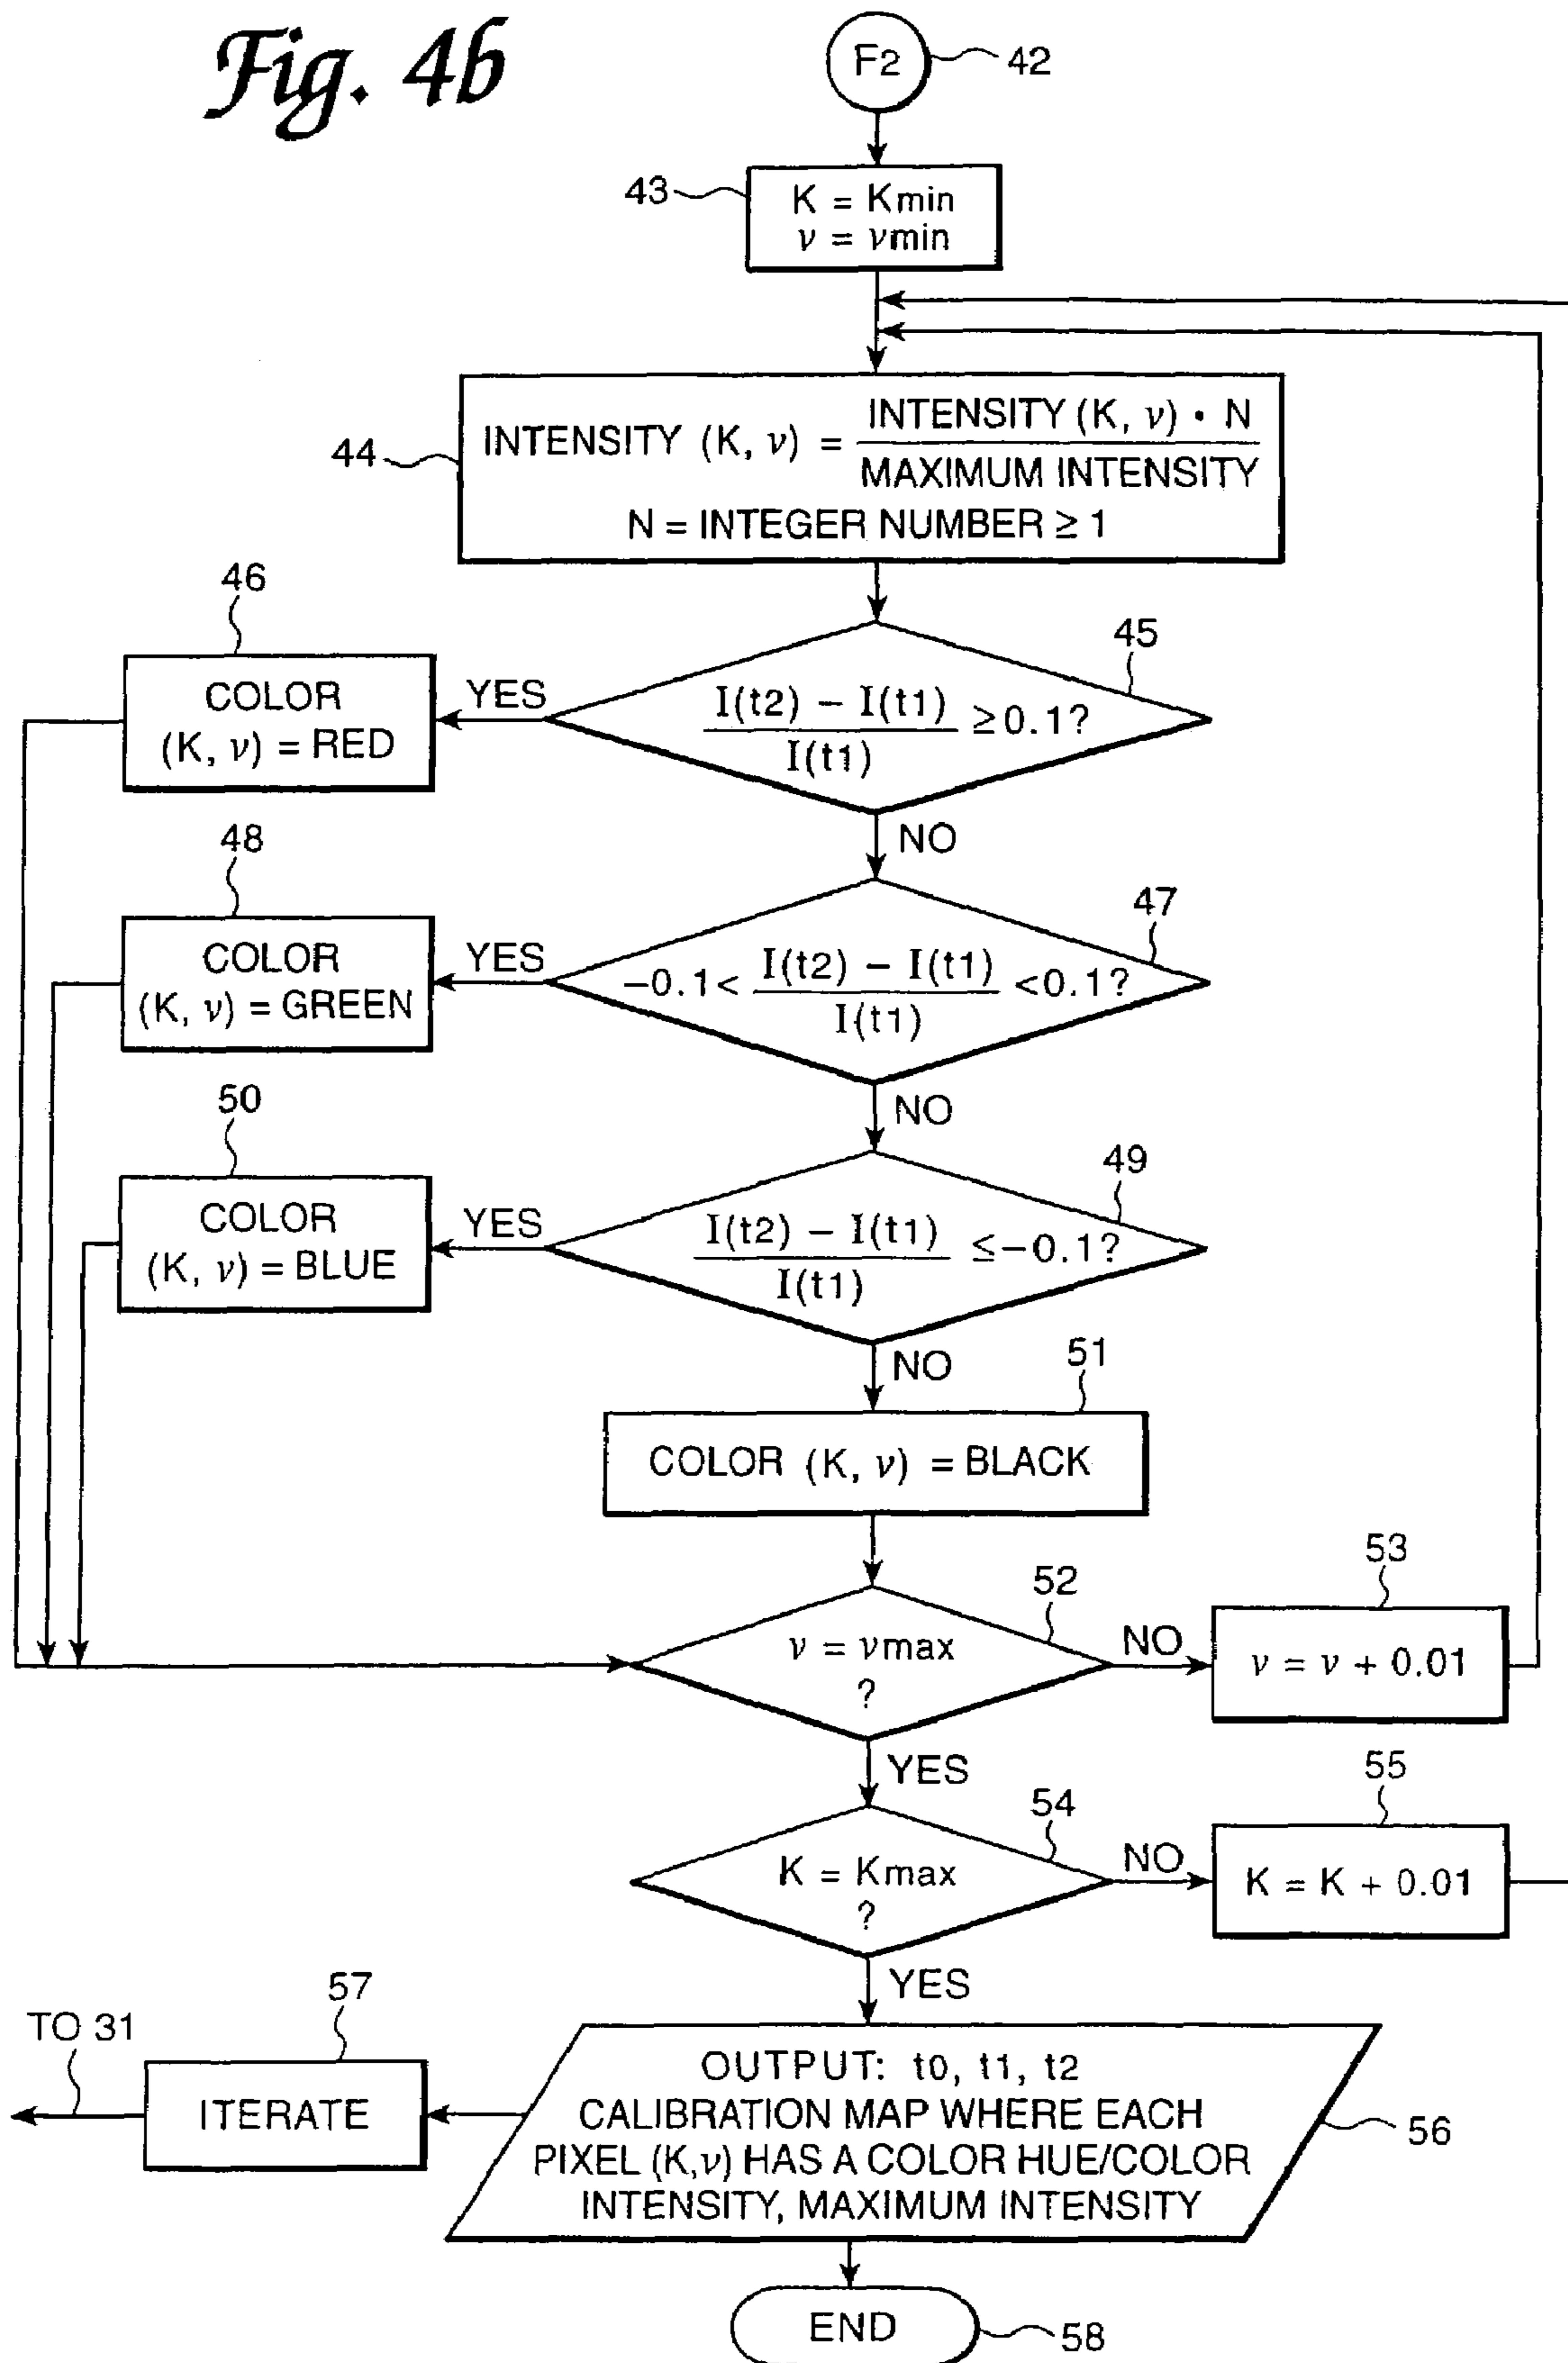 Fig. 4b
F2
42
43
K = Kmin
ν = νmin
44
INTENSITY (K, ν) = INTENSITY (K, ν) • N
MAXIMUM INTENSITY
N = INTEGER NUMBER ≥ 1
46
45
COLOR
(K, ν) = RED
YES
I(t2) − I(t1)
I(t1)
≥0.1?
NO
48
47
COLOR
(K, ν) = GREEN
YES
−0.1< I(t2) − I(t1) <0.1?
I(t1)
NO
50
49
COLOR
(K, ν) = BLUE
YES
I(t2) − I(t1)
I(t1)
≤−0.1?
NO
51
COLOR (K, ν) = BLACK
52
53
ν = νmax
?
NO
ν = ν + 0.01
YES
54
55
K = Kmax
?
NO
K = K + 0.01
YES
57
TO 31
ITERATE
OUTPUT: t0, t1, t2
CALIBRATION MAP WHERE EACH
PIXEL (K,ν) HAS A COLOR HUE/COLOR
INTENSITY, MAXIMUM INTENSITY
56
END
58